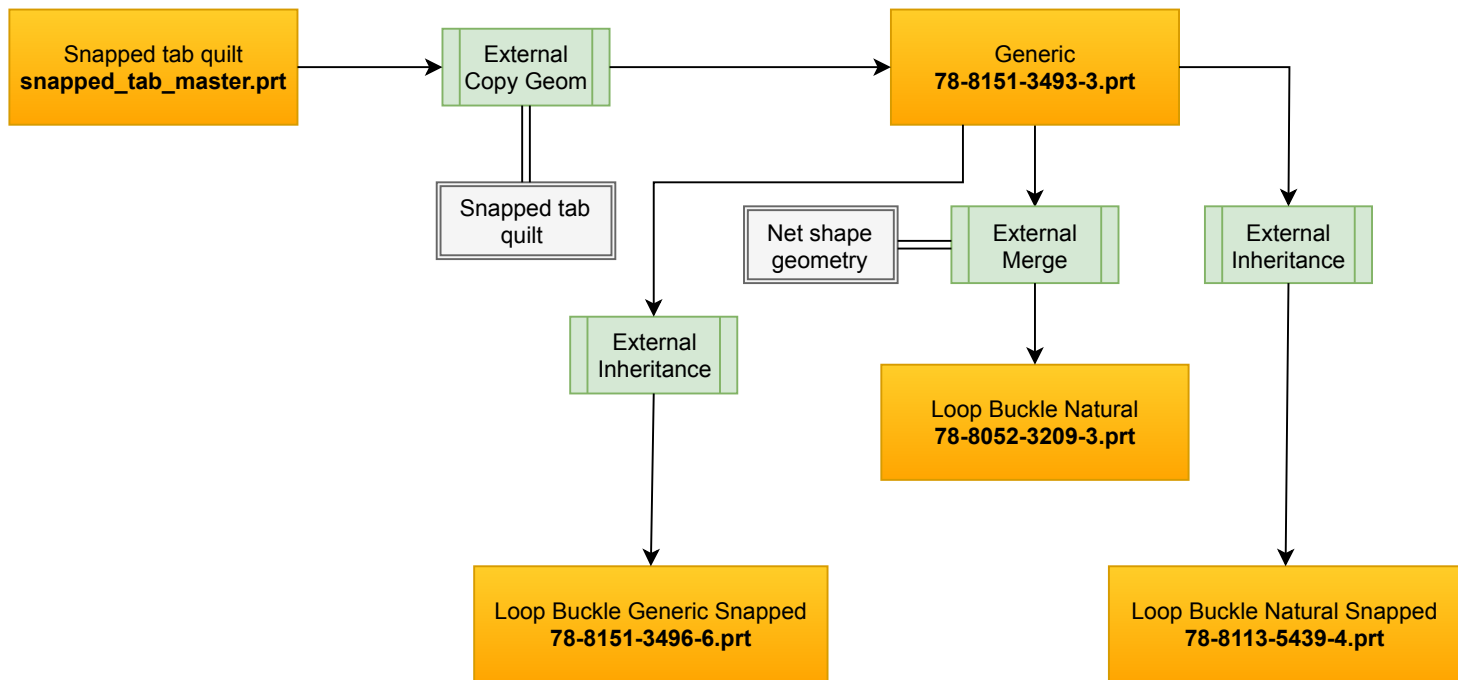 Snapped tab quilt
snapped_tab_master.prt
External
Copy Geom
Generic
78-8151-3493-3.prt
Snapped tab
quilt
Net shape
geometry
External
Merge
External
Inheritance
External
Inheritance
Loop Buckle Natural
78-8052-3209-3.prt
Loop Buckle Generic Snapped
78-8151-3496-6.prt
Loop Buckle Natural Snapped
78-8113-5439-4.prt